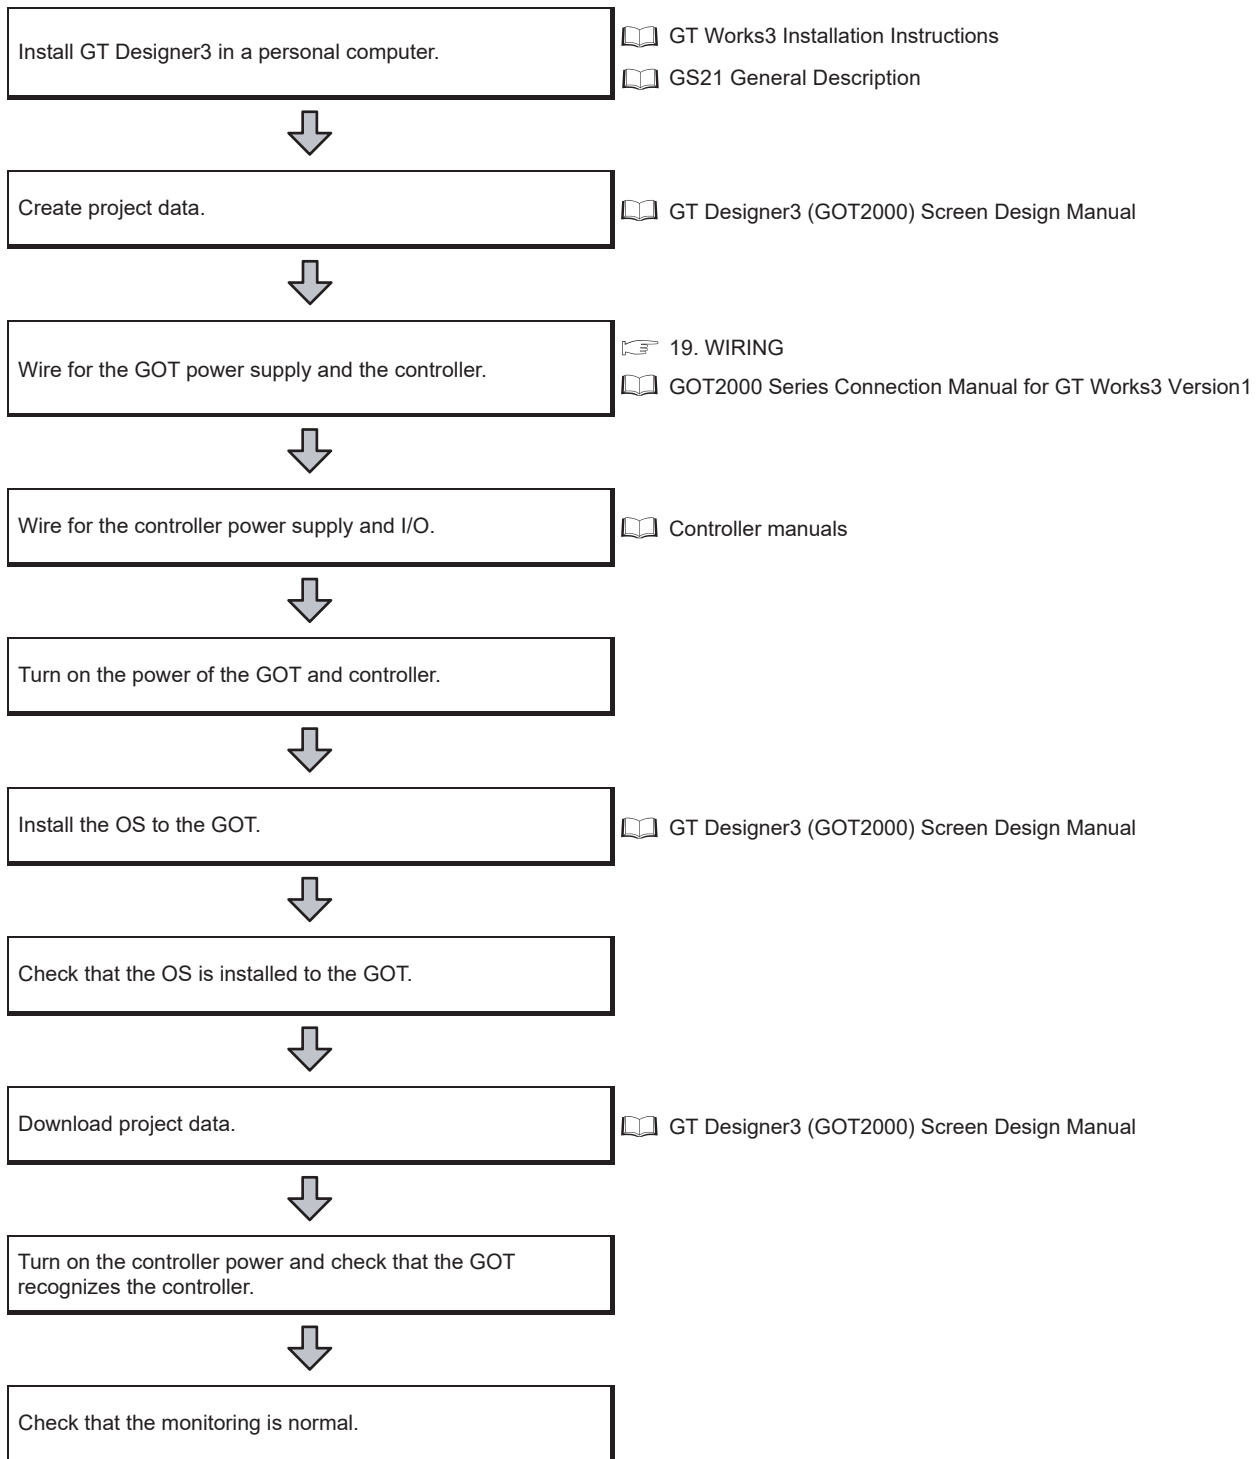 Install GT Designer3 in a personal computer.
GT Works3 Installation Instructions
GS21 General Description
Create project data.
GT Designer3 (GOT2000) Screen Design Manual
Wire for the GOT power supply and the controller.
19. WIRING
GOT2000 Series Connection Manual for GT Works3 Version1
Wire for the controller power supply and I/O.
Controller manuals
Turn on the power of the GOT and controller.
Install the OS to the GOT.
GT Designer3 (GOT2000) Screen Design Manual
Check that the OS is installed to the GOT.
Download project data.
GT Designer3 (GOT2000) Screen Design Manual
Turn on the controller power and check that the GOT
recognizes the controller.
Check that the monitoring is normal.